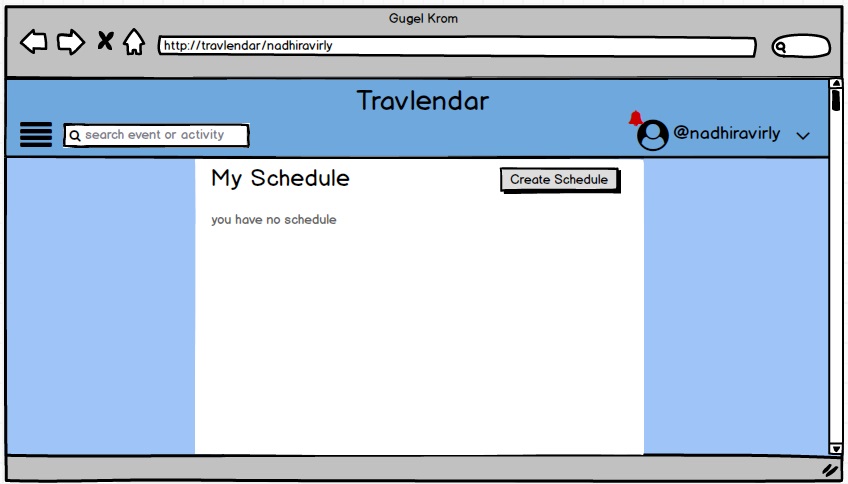 Gugel Krom
http://travlendar/nadhiravirly
Travlendar
search event or activity
@nadhiravirly
My Schedule
Create Schedule
you have no schedule